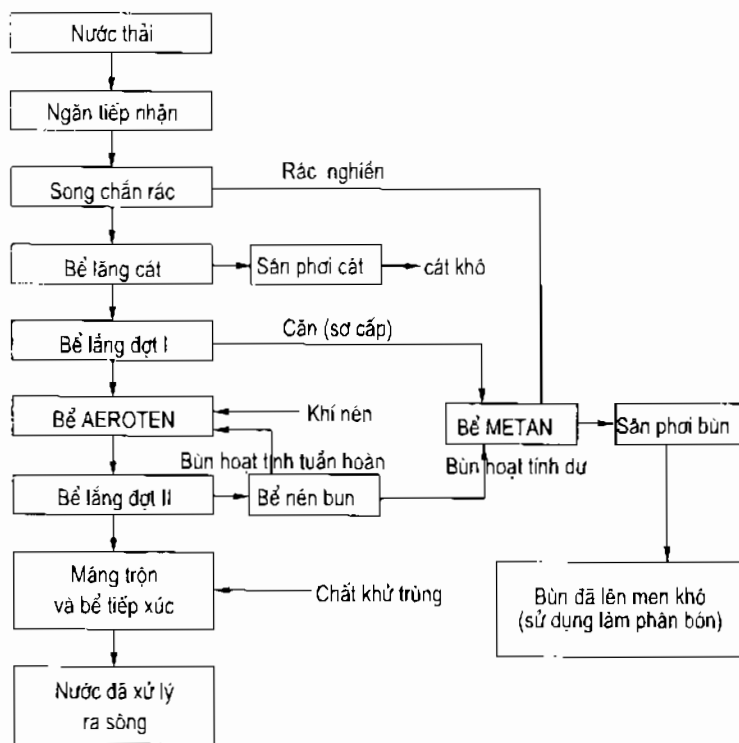 Nước thải
Ngăn tiếp nhận
Song chắn rác
Rác nghiền
Bể lăng cát
Sân phơi cát
cát khô
Bể lắng đợt I
Cặn (sơ cấp)
Bể AEROTEN
Khí nén
Bể METAN
Sân phơi bùn
Bùn hoạt tính tuần hoàn
Bùn hoạt tính dư
Bể lắng đợt II
Bể nén bun
Máng trộn
và bể tiếp xúc
Chất khử trùng
Bùn đã lên men khô
(sử dụng làm phân bón)
Nước đã xử lý
ra sông